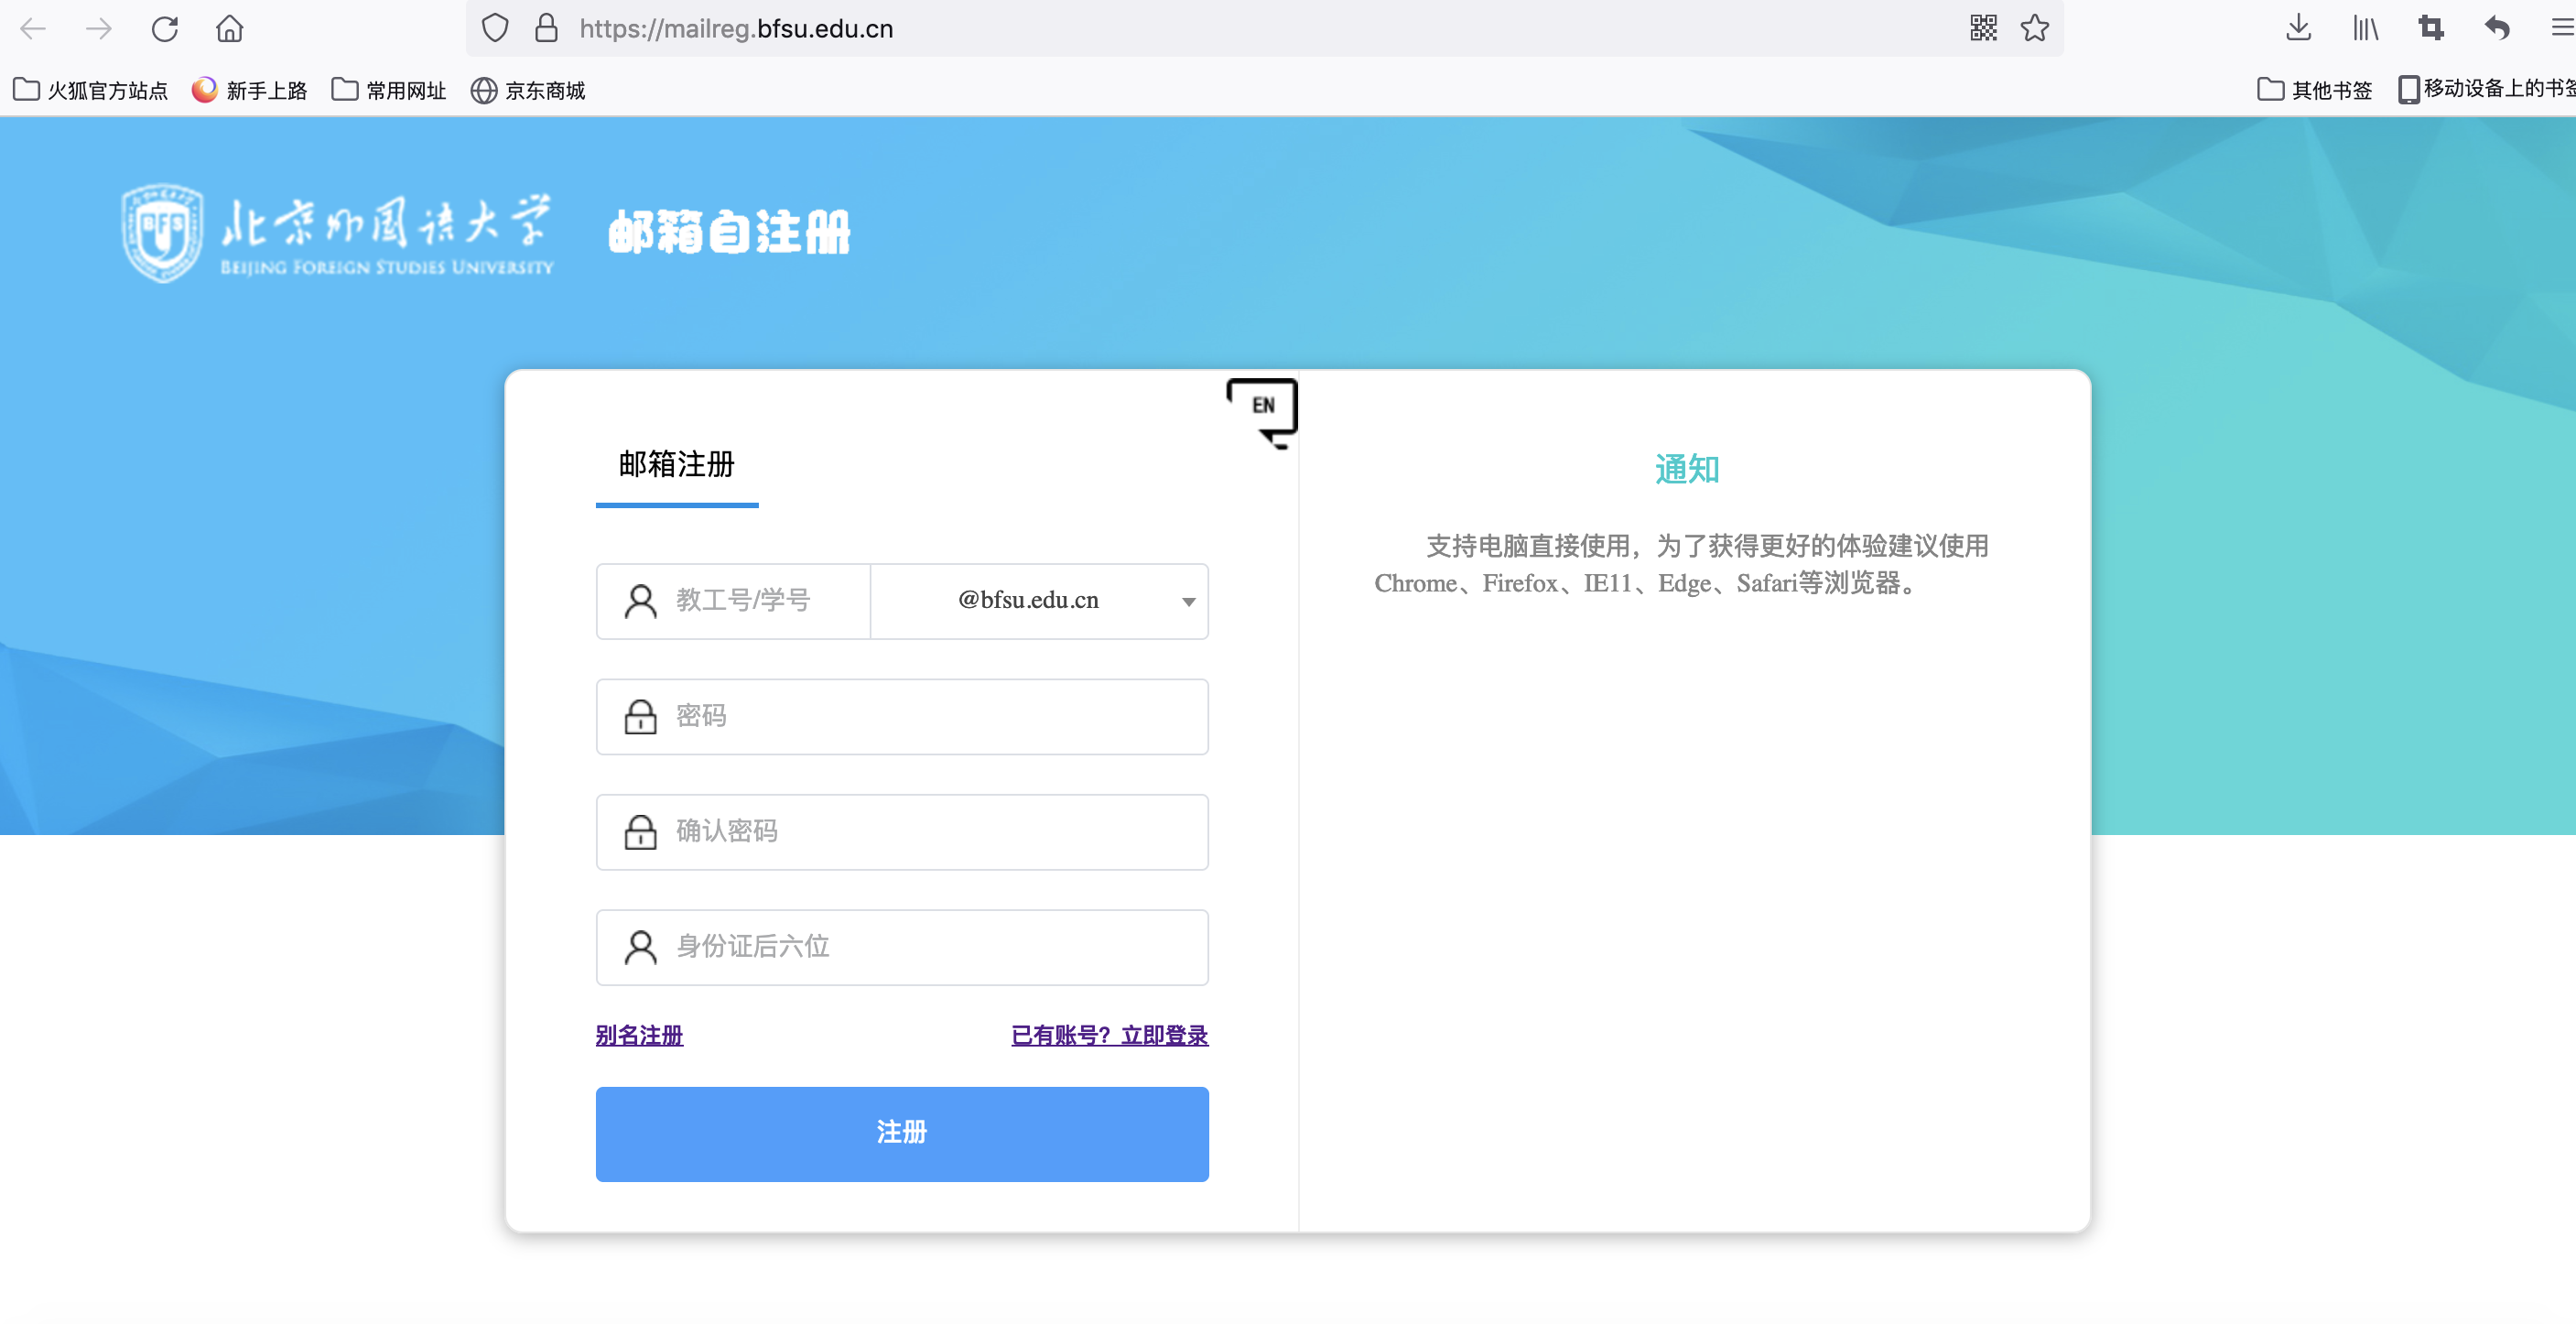 https://mailreg.bfsu.edu.cn
火狐官方站点 新手上路 常用网址 京东商城 其他书签 移动设备上的书签
BFS
北京外国语大学 邮箱自注册
BEIJING FOREIGN STUDIES UNIVERSITY
EN
邮箱注册
教工号/学号 @bfsu.edu.cn
密码
确认密码
身份证后六位
别名注册 已有账号？立即登录
注册
通知
支持电脑直接使用，为了获得更好的体验建议使用
Chrome、Firefox、IE11、Edge、Safari等浏览器。